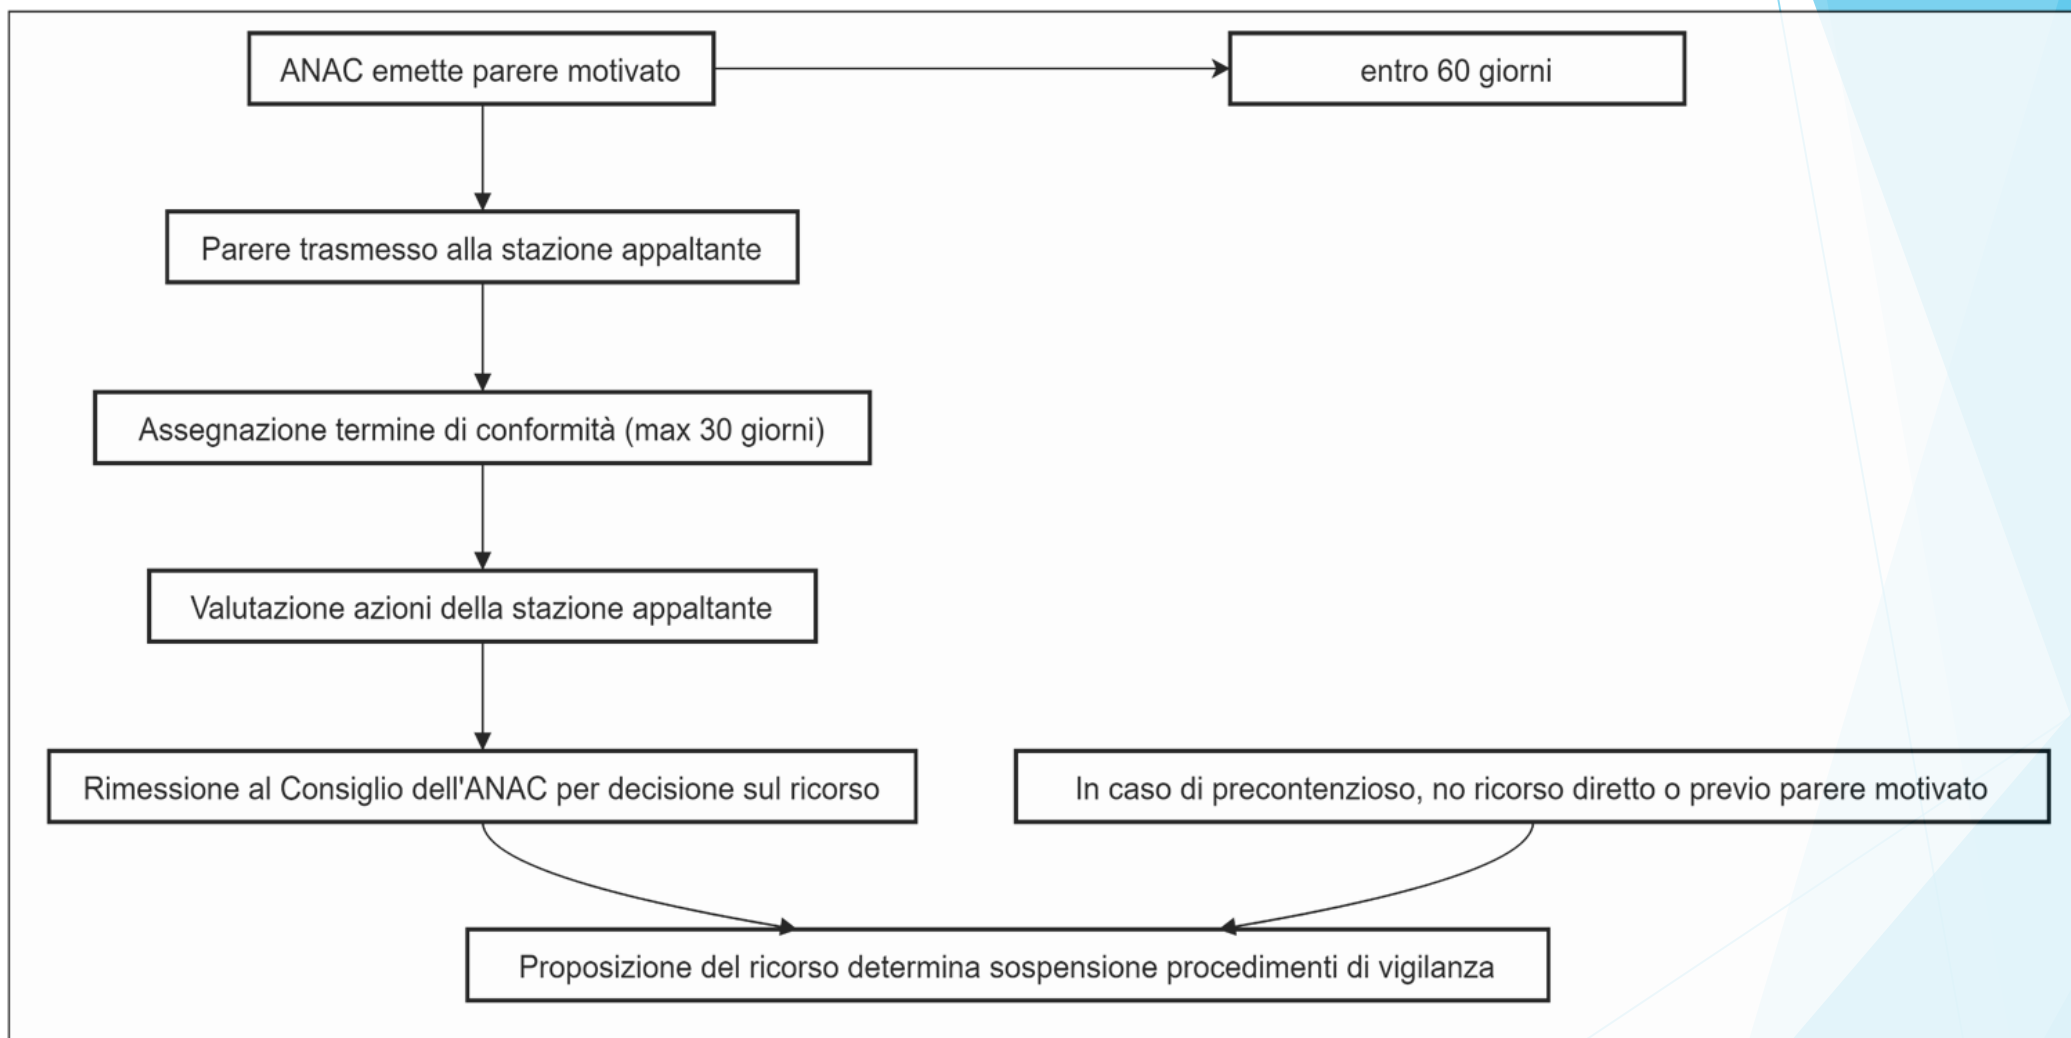 ANAC emette parere motivato
entro 60 giorni
Parere trasmesso alla stazione appaltante
Assegnazione termine di conformità (max 30 giorni)
Valutazione azioni della stazione appaltante
Rimessione al Consiglio dell'ANAC per decisione sul ricorso
In caso di precontenzioso, no ricorso diretto o previo parere motivato
Proposizione del ricorso determina sospensione procedimenti di vigilanza